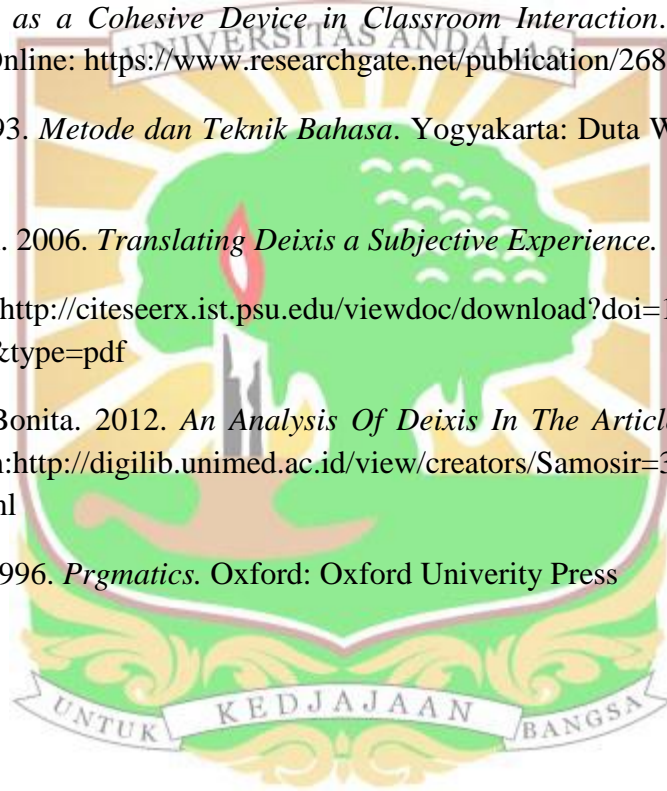 as a Cohesive Device in Classroom Interaction.
UNIVERSITAS ANDALAS
Online: https://www.researchgate.net/publication/268
93. Metode dan Teknik Bahasa. Yogyakarta: Duta W
. 2006. Translating Deixis a Subjective Experience.
http://citeseerx.ist.psu.edu/viewdoc/download?doi=1
&type=pdf
Bonita. 2012. An Analysis Of Deixis In The Article
n:http://digilib.unimed.ac.id/view/creators/Samosir=3
ml
1996. Prgmatics. Oxford: Oxford Univerity Press
UNTUK KEDJAJAAN BANGSA